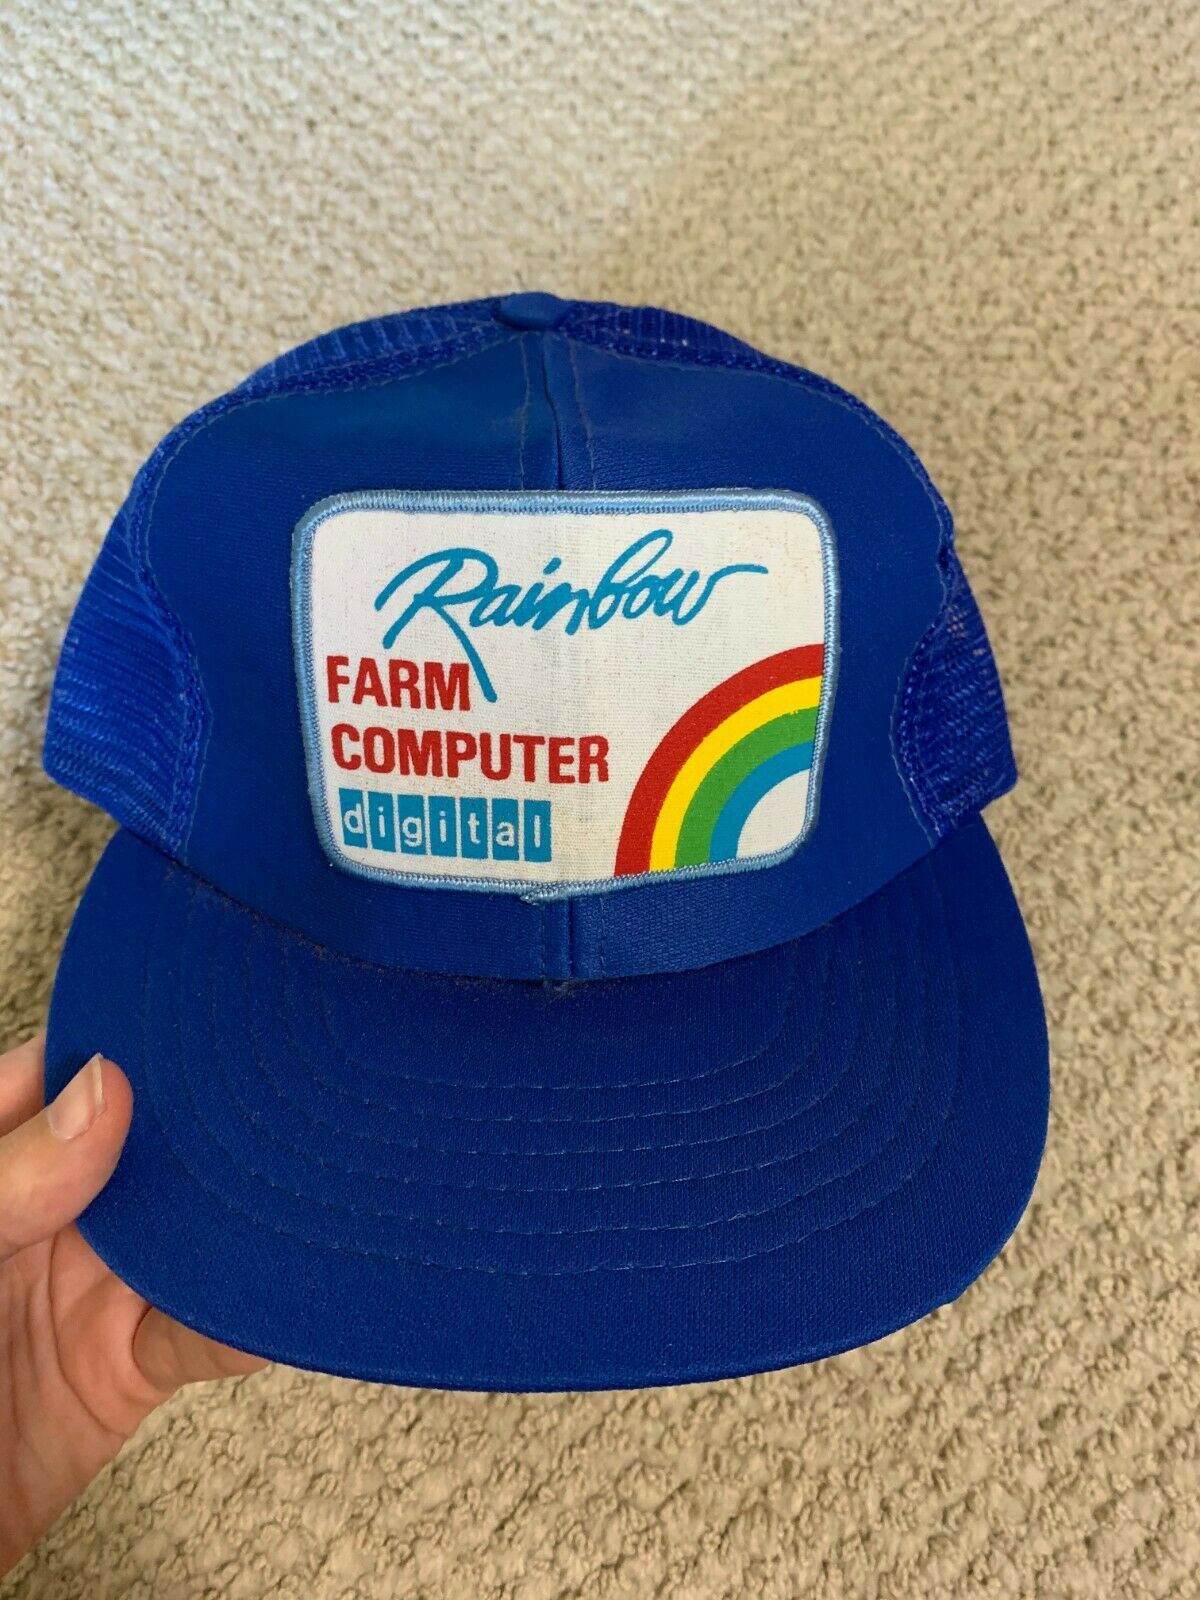 Rainbow
FARM
COMPUTER
digital